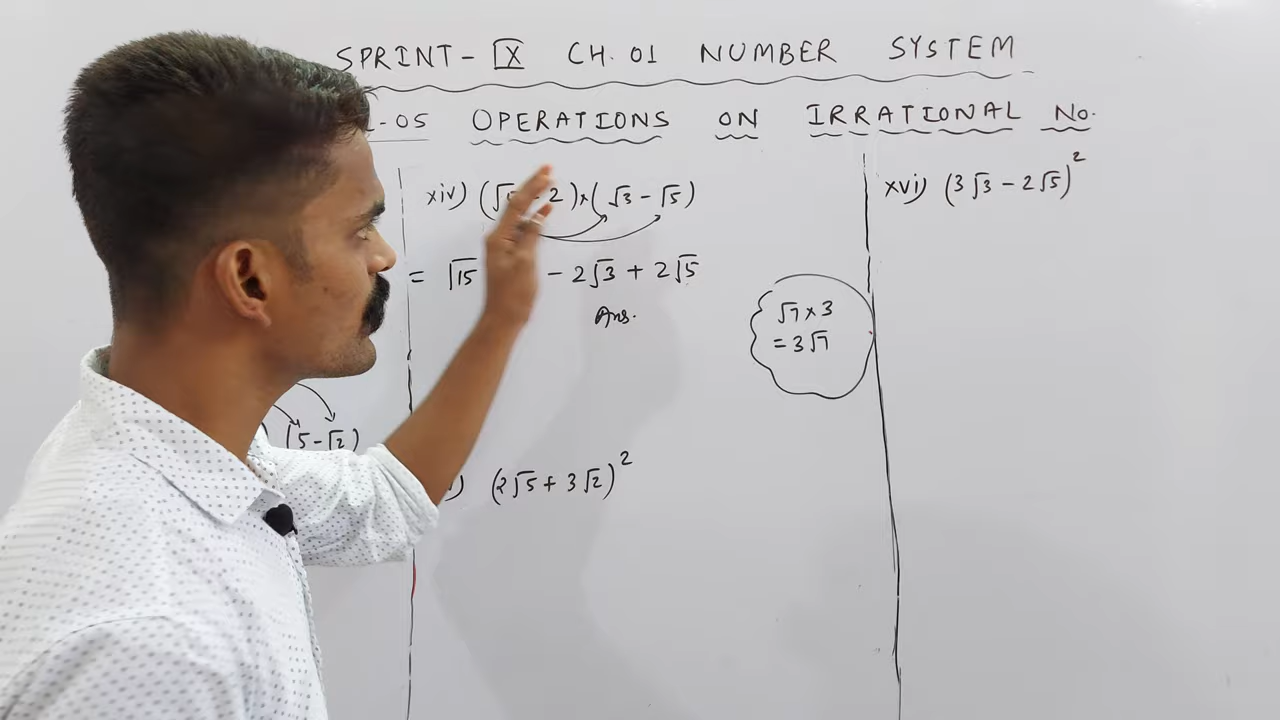 SPRINT- IX CH. 01 NUMBER SYSTEM
-05 OPERATIONS ON IRRATIONAL No.
xiv) (√ - 2)×(√3 - √5)
= √15 - 2√3 + 2√5
Ans.
(5-√2)
) (2√5 + 3√2)²
√7 × 3
= 3√7
xvi) (3√3 - 2√5)²